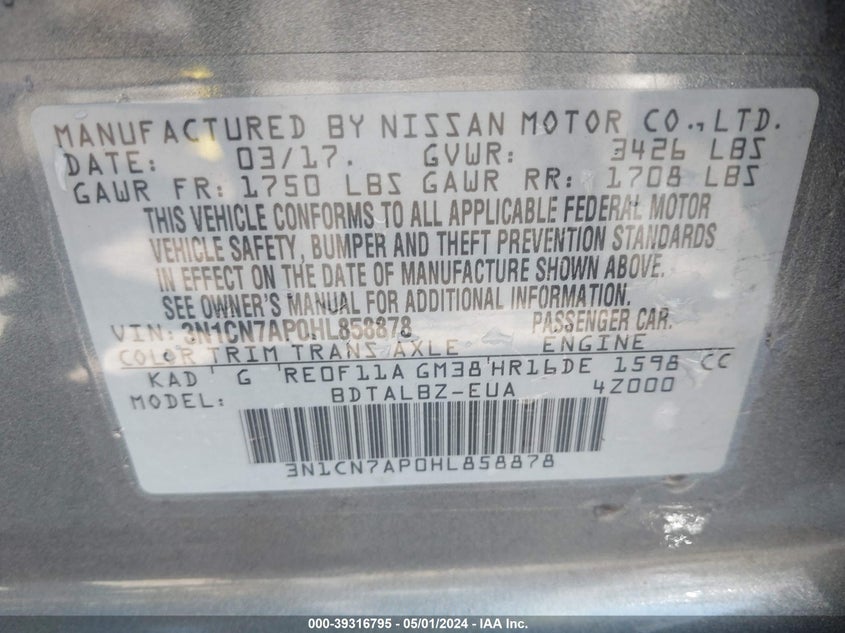 MANUFACTURED BY NISSAN MOTOR CO., LTD.
DATE: 03/17. GVWR: 3426 LBS
GAWR FR: 1750 LBS GAWR RR: 1708 LBS
THIS VEHICLE CONFORMS TO ALL APPLICABLE FEDERAL MOTOR
VEHICLE SAFETY, BUMPER AND THEFT PREVENTION STANDARDS
IN EFFECT ON THE DATE OF MANUFACTURE SHOWN ABOVE.
SEE OWNER'S MANUAL FOR ADDITIONAL INFORMATION.
VIN: 3N1CN7AP0HL858878 PASSENGER CAR.
COLOR TRIM TRANS AXLE ENGINE
KAD G RE0F11A GM38 HR16DE 1598 CC
MODEL: BDTALBZ-EUA 4Z000
3N1CN7AP0HL858878
000-39316795 - 05/01/2024 - IAA Inc.